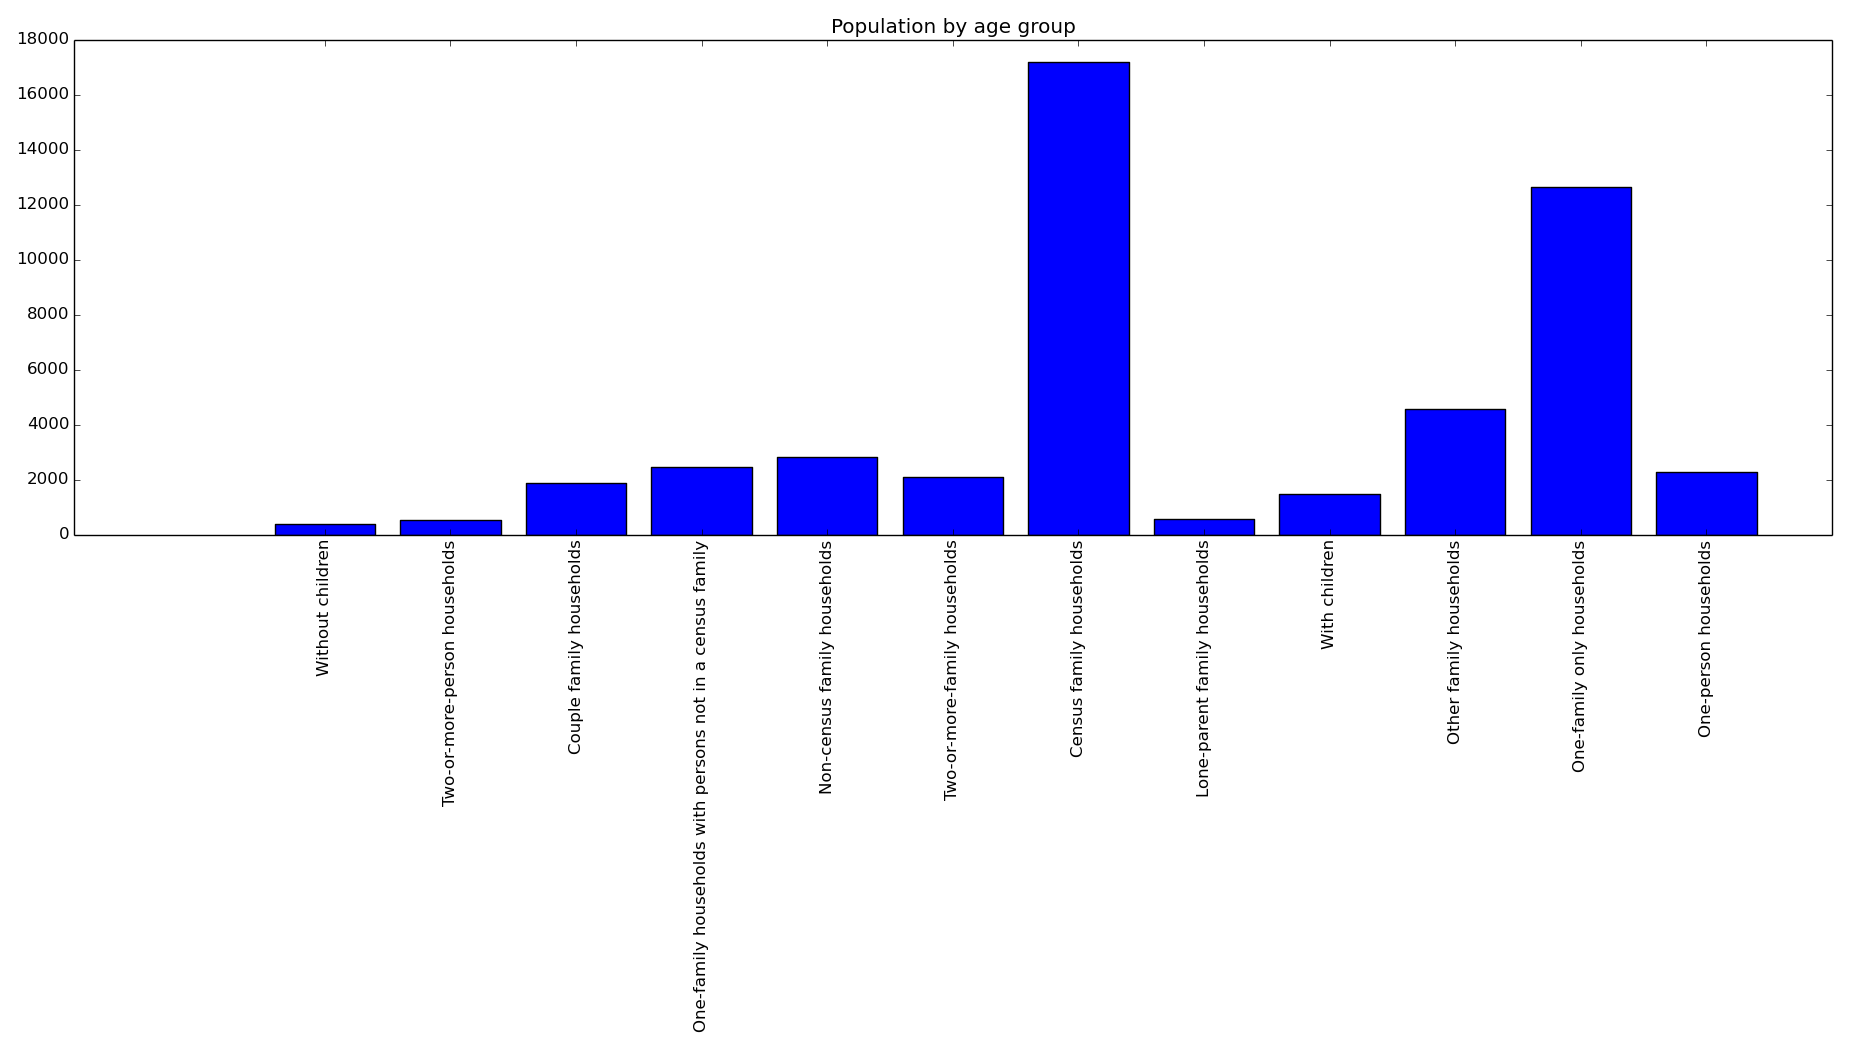 Population by age group
18000
16000
14000
12000
10000
8000
6000
4000
2000
0
Without children
Two-or-more-person households
Couple family households
One-family households with persons not in a census family
Non-census family households
Two-or-more-family households
Census family households
Lone-parent family households
With children
Other family households
One-family only households
One-person households